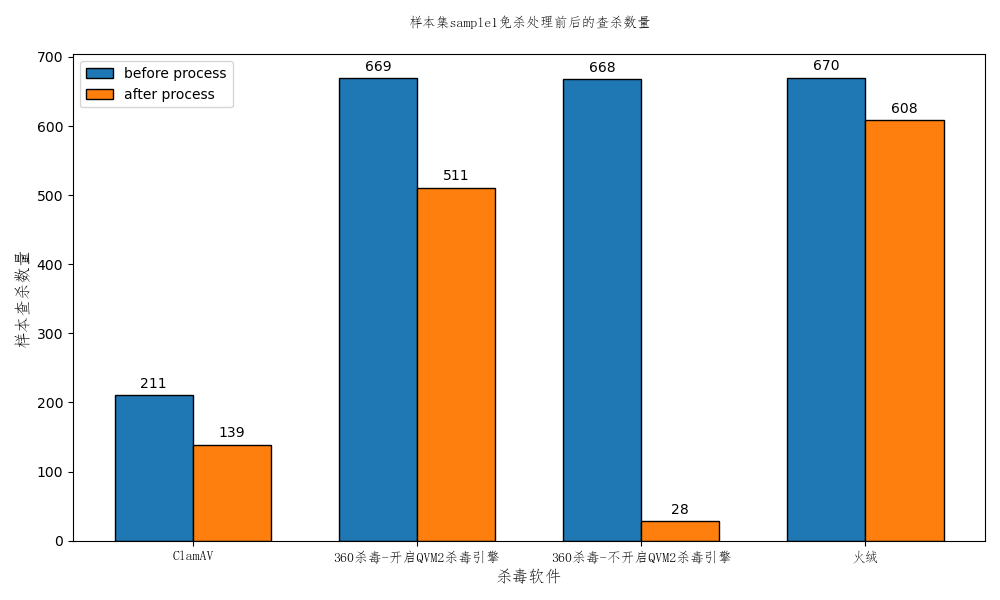 样本集sample1免杀处理前后的查杀数量
before process
after process
样本查杀数量
700
600
500
400
300
200
100
0
211
139
669
511
668
28
670
608
ClamAV
360杀毒-开启QVM2杀毒引擎
360杀毒-不开启QVM2杀毒引擎
火绒
杀毒软件